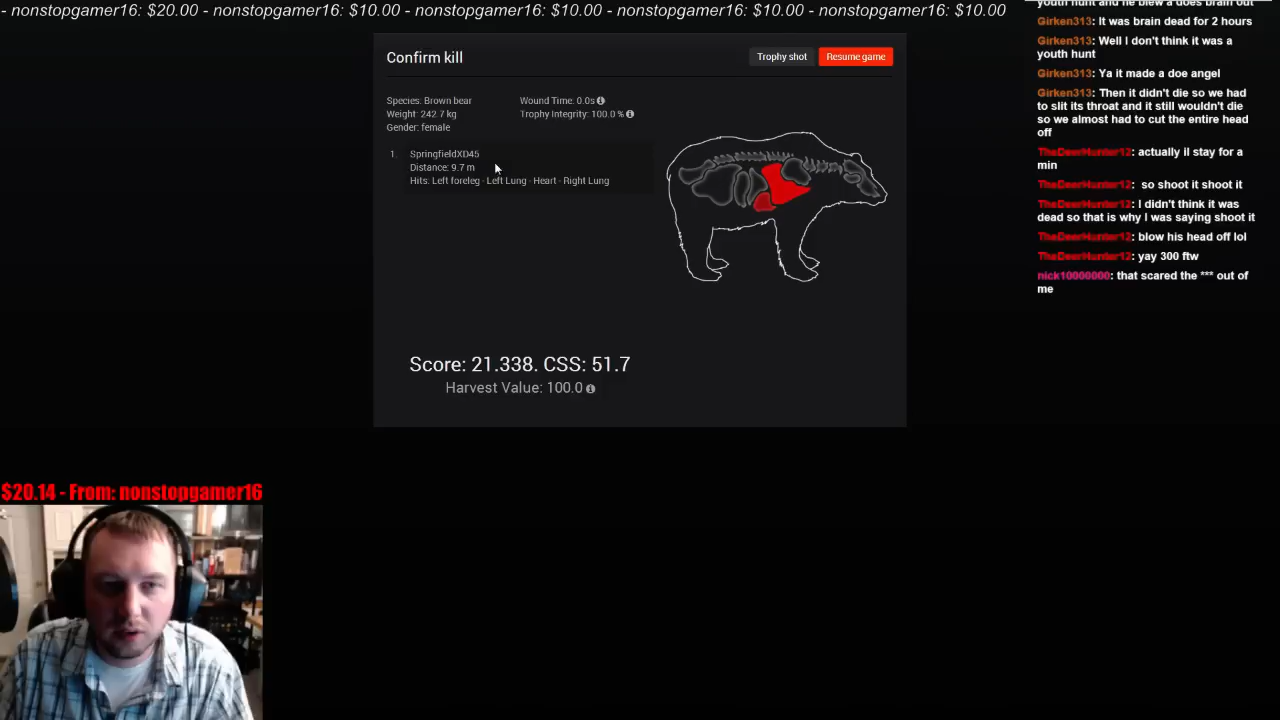 - nonstopgamer16: $20.00 - nonstopgamer16: $10.00 - nonstopgamer16: $10.00 - nonstopgamer16: $10.00 - nonstopgamer16: $10.00
Confirm kill
Trophy shot
Resume game
Species: Brown bear
Weight: 242.7 kg
Gender: female
Wound Time: 0.0s
Trophy Integrity: 100.0 %
1. SpringfieldXD45
Distance: 9.7 m
Hits: Left foreleg - Left Lung - Heart - Right Lung
Score: 21.338. CSS: 51.7
Harvest Value: 100.0
$20.14 - From: nonstopgamer16
youth hunt and he blew a does brain out
Girken313: It was brain dead for 2 hours
Girken313: Well I don't think it was a
youth hunt
Girken313: Ya it made a doe angel
Girken313: Then it didn't die so we had
to slit its throat and it still wouldn't die
so we almost had to cut the entire head
off
TheDeerHunter12: actually il stay for a
min
TheDeerHunter12: so shoot it shoot it
TheDeerHunter12: I didn't think it was
dead so that is why I was saying shoot it
TheDeerHunter12: blow his head off lol
TheDeerHunter12: yay 300 ftw
nick10000000: that scared the *** out of
me